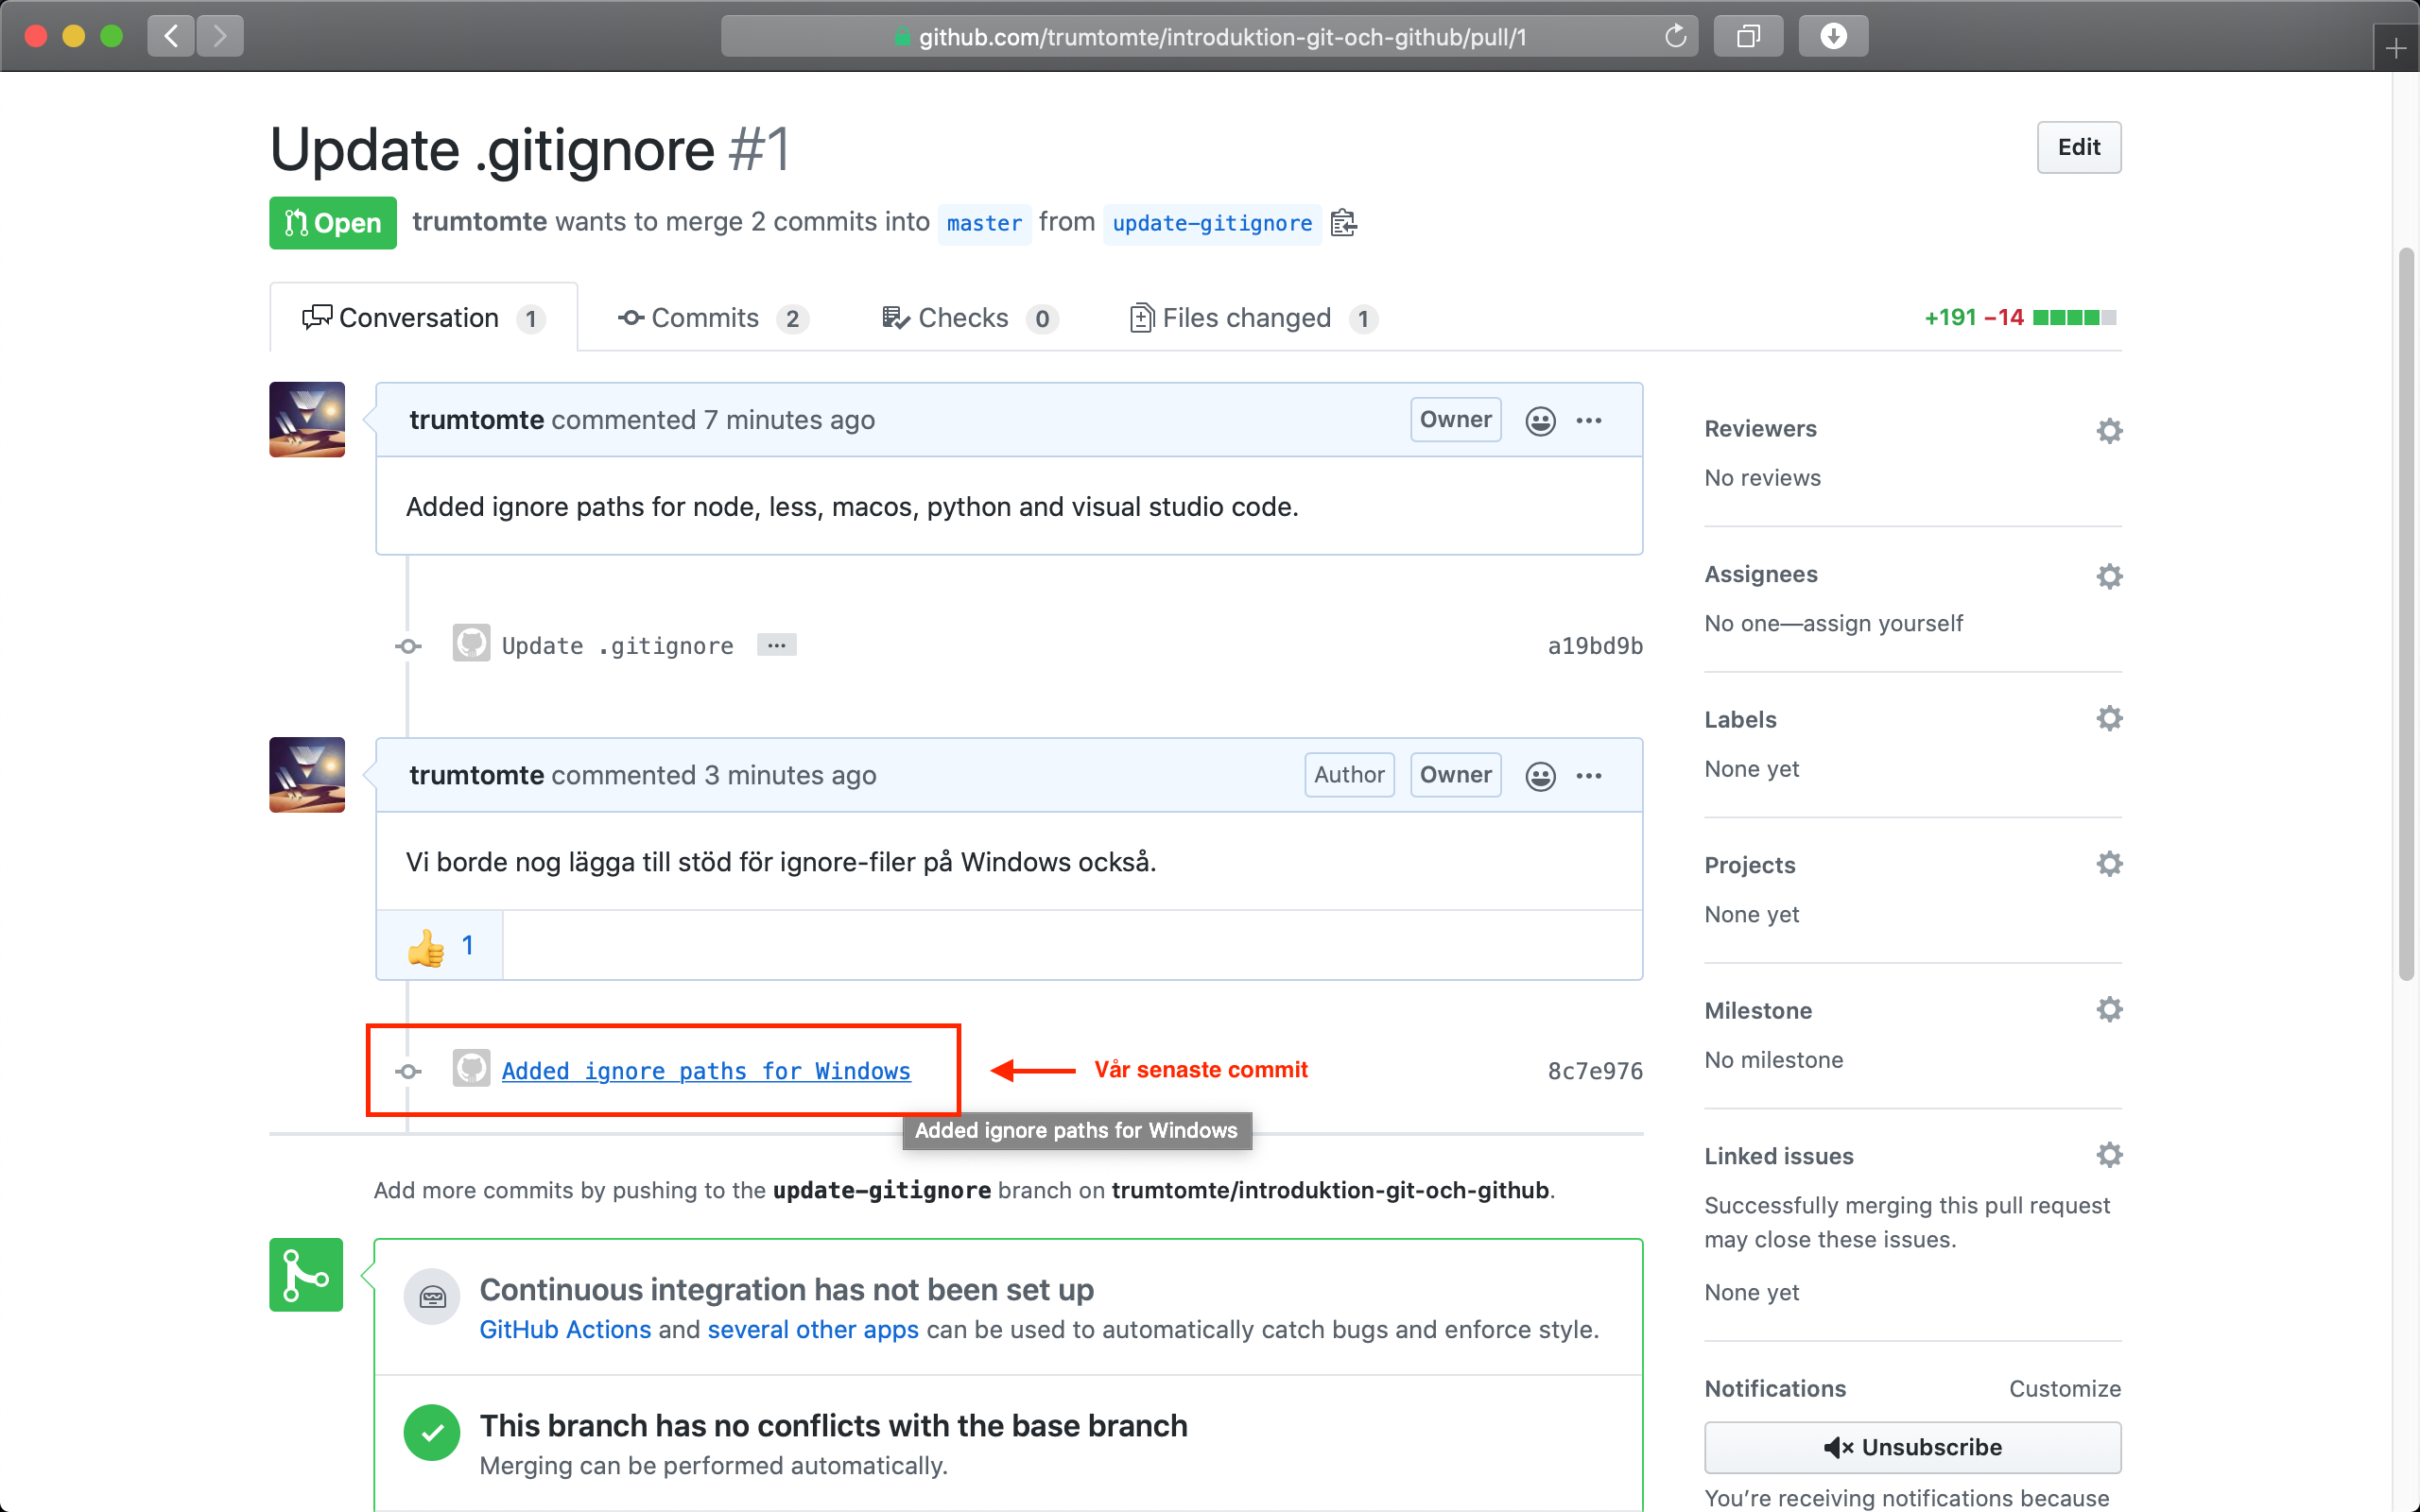 github.com/trumtomte/introduktion-git-och-github/pull/1
Update .gitignore #1
Edit
Open
trumtomte wants to merge 2 commits into master from update-gitignore
Conversation 1
Commits 2
Checks 0
Files changed 1
+191 −14
trumtomte commented 7 minutes ago
Owner
Added ignore paths for node, less, macos, python and visual studio code.
Update .gitignore
a19bd9b
trumtomte commented 3 minutes ago
Author
Owner
Vi borde nog lägga till stöd för ignore-filer på Windows också.
1
Added ignore paths for Windows
Vår senaste commit
8c7e976
Added ignore paths for Windows
Add more commits by pushing to the update-gitignore branch on trumtomte/introduktion-git-och-github.
Continuous integration has not been set up
GitHub Actions and several other apps can be used to automatically catch bugs and enforce style.
This branch has no conflicts with the base branch
Merging can be performed automatically.
Reviewers
No reviews
Assignees
No one—assign yourself
Labels
None yet
Projects
None yet
Milestone
No milestone
Linked issues
Successfully merging this pull request
may close these issues.
None yet
Notifications
Customize
Unsubscribe
You’re receiving notifications because